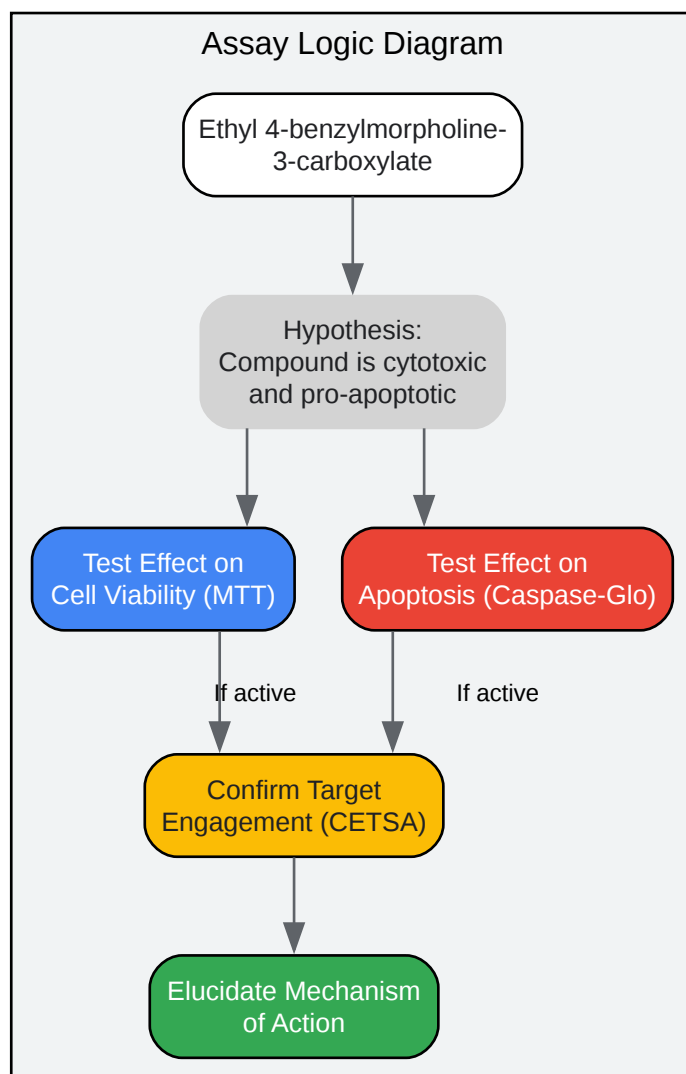 Assay Logic Diagram
Ethyl 4-benzylmorpholine-
3-carboxylate
Hypothesis:
Compound is cytotoxic
and pro-apoptotic
Test Effect on
Cell Viability (MTT)
Test Effect on
Apoptosis (Caspase-Glo)
If active
If active
Confirm Target
Engagement (CETSA)
Elucidate Mechanism
of Action